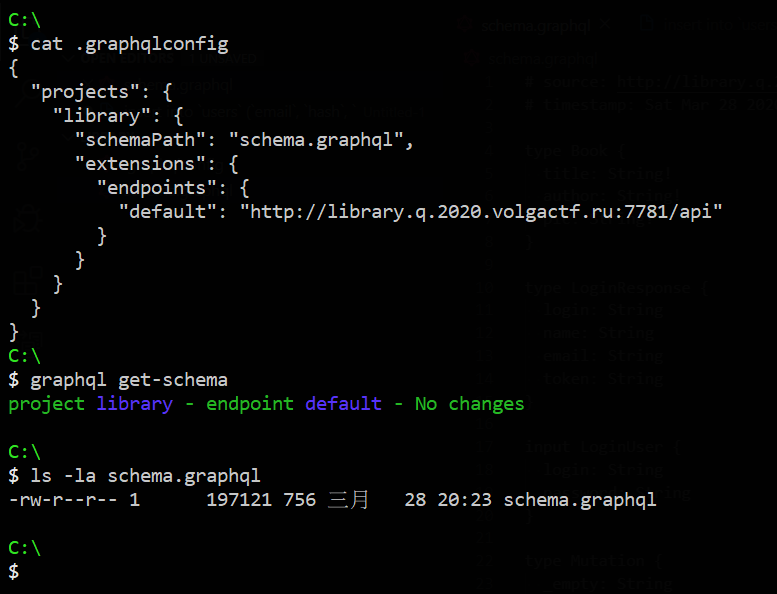 C:\
$ cat .graphqlconfig
{
  "projects": {
    "library": {
      "schemaPath": "schema.graphql",
      "extensions": {
        "endpoints": {
          "default": "http://library.q.2020.volgactf.ru:7781/api"
        }
      }
    }
  }
}
C:\
$ graphql get-schema
project library - endpoint default - No changes

C:\
$ ls -la schema.graphql
-rw-r--r-- 1      197121 756 三月   28 20:23 schema.graphql

C:\
$